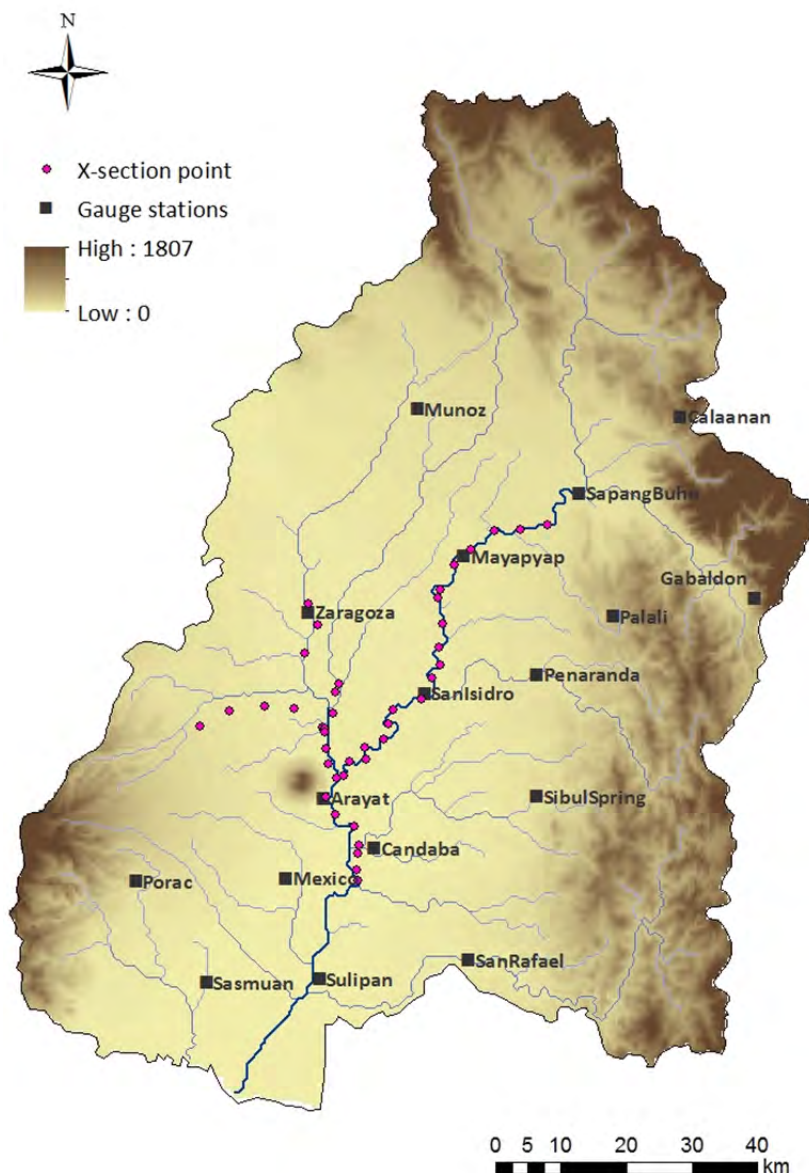 N
X-section point
Gauge stations
High : 1807
Low : 0
Munoz
Calaanan
SapangBuho
Mayapyap
Gabaldon
Zaragoza
Palali
Penaranda
SanIsidro
Arayat
SibulSpring
Candaba
Porac
Mexico
SanRafael
Sasmuan
Sulipan
0 5 10 20 30 40
km